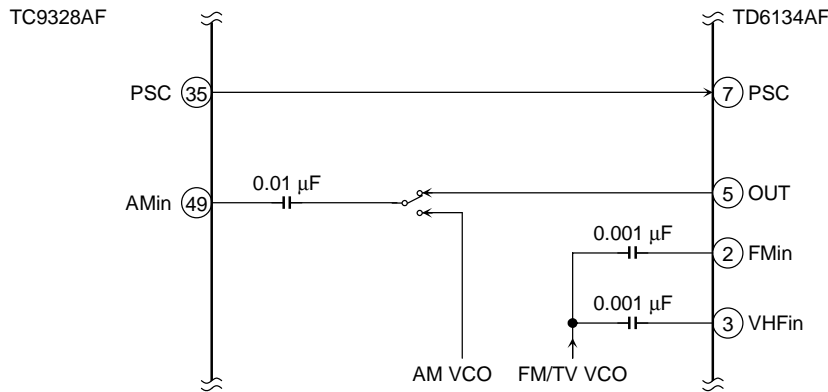 TC9328AF TD6134AF
PSC 35 7 PSC
0.01 μF
AMin 49 5 OUT
0.001 μF
2 FMin
0.001 μF
3 VHFin
AM VCO FM/TV VCO